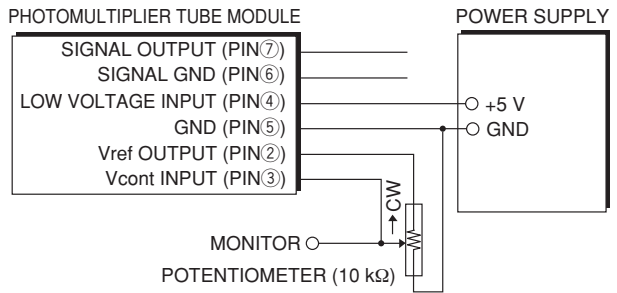 PHOTOMULTIPLIER TUBE MODULE
POWER SUPPLY
SIGNAL OUTPUT (PIN⑦)
SIGNAL GND (PIN⑥)
LOW VOLTAGE INPUT (PIN④)
+5 V
GND (PIN⑤)
GND
Vref OUTPUT (PIN②)
Vcont INPUT (PIN③)
CW
MONITOR
POTENTIOMETER (10 kΩ)